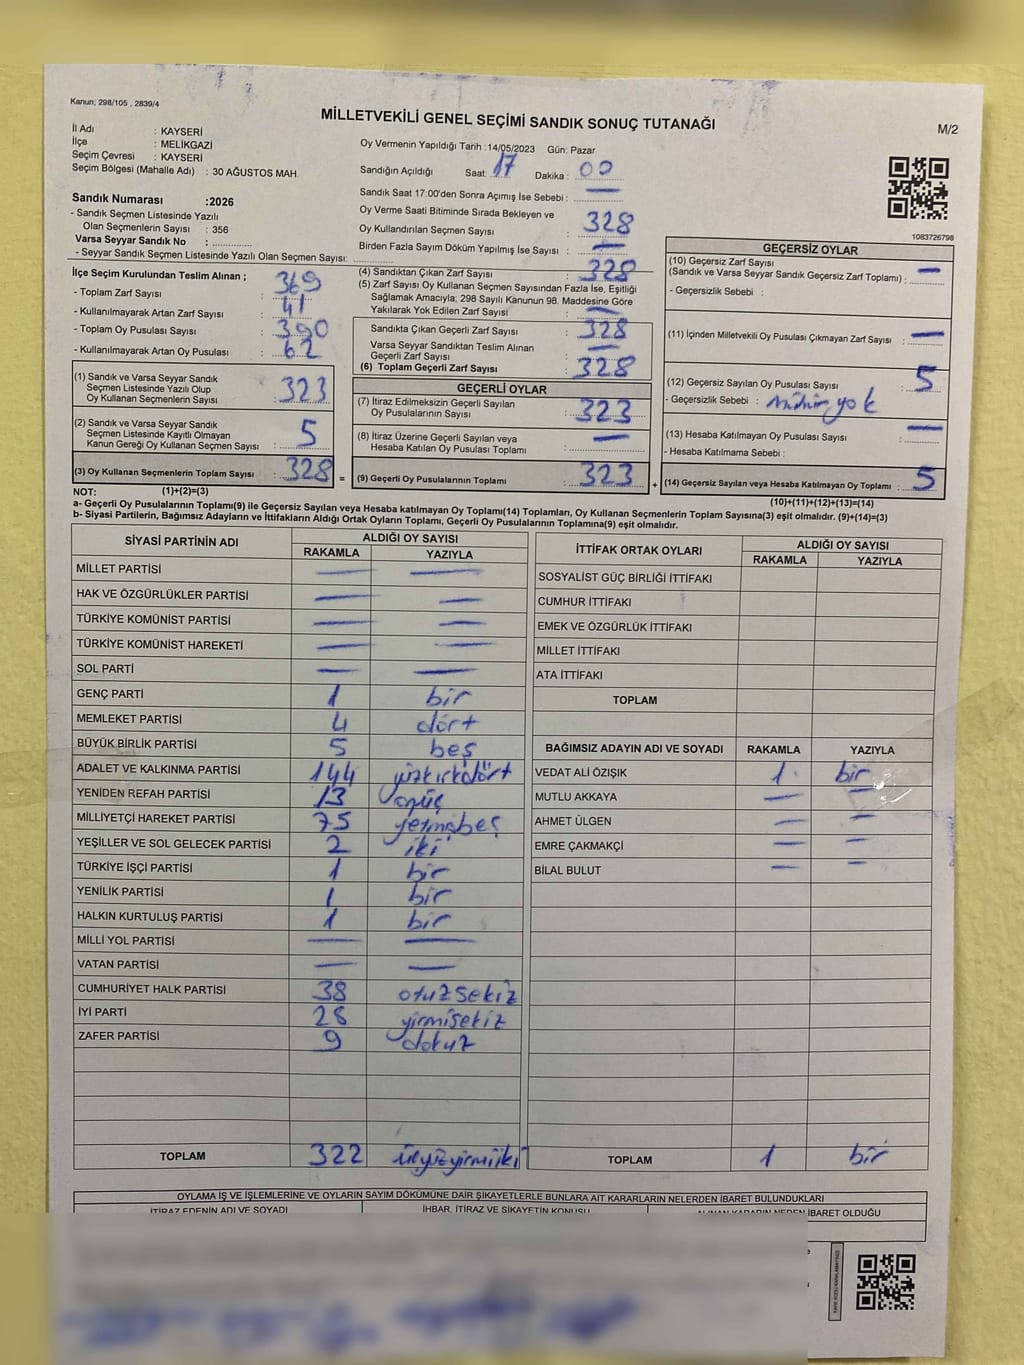 Kanun; 298/105 , 2839/4
MİLLETVEKİLİ GENEL SEÇİMİ SANDIK SONUÇ TUTANAĞI
M/2
İl Adı : KAYSERİ
İlçe : MELİKGAZİ
Seçim Çevresi : KAYSERİ
Seçim Bölgesi (Mahalle Adı) : 30 AĞUSTOS MAH.
Sandık Numarası :2026
- Sandık Seçmen Listesinde Yazılı
Olan Seçmenlerin Sayısı : 356
Varsa Seyyar Sandık No :
- Seyyar Sandık Seçmen Listesinde Yazılı Olan Seçmen Sayısı:
Oy Vermenin Yapıldığı Tarih :14/05/2023 Gün: Pazar
Sandığın Açıldığı Saat: 17 Dakika : 00
Sandık Saat 17:00'den Sonra Açımış İse Sebebi : —
Oy Verme Saati Bitiminde Sırada Bekleyen ve
Oy Kullandırılan Seçmen Sayısı : 328
Birden Fazla Sayım Döküm Yapılmış İse Sayısı : —
1083726798
İlçe Seçim Kurulundan Teslim Alınan ;
- Toplam Zarf Sayısı : 369
- Kullanılmayarak Artan Zarf Sayısı : 41
- Toplam Oy Pusulası Sayısı : 390
- Kullanılmayarak Artan Oy Pusulası : 62
(1) Sandık ve Varsa Seyyar Sandık
Seçmen Listesinde Yazılı Olup
Oy Kullanan Seçmenlerin Sayısı : 323
(2) Sandık ve Varsa Seyyar Sandık
Seçmen Listesinde Kayıtlı Olmayan
Kanun Gereği Oy Kullanan Seçmen Sayısı : 5
(3) Oy Kullanan Seçmenlerin Toplam Sayısı : 328 =
(1)+(2)=(3)
(4) Sandıktan Çıkan Zarf Sayısı : 328
(5) Zarf Sayısı Oy Kullanan Seçmen Sayısından Fazla İse, Eşitliği
Sağlamak Amacıyla; 298 Sayılı Kanunun 98. Maddesine Göre
Yakılarak Yok Edilen Zarf Sayısı : —
Sandıkta Çıkan Geçerli Zarf Sayısı : 328
Varsa Seyyar Sandıktan Teslim Alınan
Geçerli Zarf Sayısı : —
(6) Toplam Geçerli Zarf Sayısı : 328
GEÇERLİ OYLAR
(7) İtiraz Edilmeksizin Geçerli Sayılan
Oy Pusulalarının Sayısı : 323
(8) İtiraz Üzerine Geçerli Sayılan veya
Hesaba Katılan Oy Pusulaları Toplamı : —
(9) Geçerli Oy Pusulalarının Toplamı : 323 +
GEÇERSİZ OYLAR
(10) Geçersiz Zarf Sayısı
(Sandık ve Varsa Seyyar Sandık Geçersiz Zarf Toplamı) : —
- Geçersizlik Sebebi :
(11) İçinden Milletvekili Oy Pusulası Çıkmayan Zarf Sayısı : —
(12) Geçersiz Sayılan Oy Pusulası Sayısı : 5
- Geçersizlik Sebebi : mühür yok
(13) Hesaba Katılmayan Oy Pusulası Sayısı : —
- Hesaba Katılmama Sebebi :
(14) Geçersiz Sayılan veya Hesaba Katılmayan Oy Toplamı : 5
(10)+(11)+(12)+(13)=(14)
NOT:
a- Geçerli Oy Pusulalarının Toplamı(9) ile Geçersiz Sayılan veya Hesaba Katılmayan Oy Toplamı(14) Toplamları, Oy Kullanan Seçmenlerin Toplam Sayısına(3) eşit olmalıdır. (9)+(14)=(3)
b- Siyasi Partilerin, Bağımsız Adayların ve İttifakların Aldığı Ortak Oyların Toplamı, Geçerli Oy Pusulalarının Toplamına(9) eşit olmalıdır.
SİYASİ PARTİNİN ADI ALDIĞI OY SAYISI
RAKAMLA YAZIYLA
MİLLET PARTİSİ — —
HAK VE ÖZGÜRLÜKLER PARTİSİ — —
TÜRKİYE KOMÜNİST PARTİSİ — —
TÜRKİYE KOMÜNİST HAREKETİ — —
SOL PARTİ — —
GENÇ PARTİ 1 bir
MEMLEKET PARTİSİ 4 dört
BÜYÜK BİRLİK PARTİSİ 5 beş
ADALET VE KALKINMA PARTİSİ 144 yüzkırkdört
YENİDEN REFAH PARTİSİ 13 onüç
MİLLİYETÇİ HAREKET PARTİSİ 75 yetmişbeş
YEŞİLLER VE SOL GELECEK PARTİSİ 2 iki
TÜRKİYE İŞÇİ PARTİSİ 1 bir
YENİLİK PARTİSİ 1 bir
HALKIN KURTULUŞ PARTİSİ 1 bir
MİLLİ YOL PARTİSİ — —
VATAN PARTİSİ — —
CUMHURİYET HALK PARTİSİ 38 otuzsekiz
İYİ PARTİ 28 yirmisekiz
ZAFER PARTİSİ 9 dokuz
TOPLAM 322 üçyüzyirmiiki
İTTİFAK ORTAK OYLARI ALDIĞI OY SAYISI
RAKAMLA YAZIYLA
SOSYALİST GÜÇ BİRLİĞİ İTTİFAKI
CUMHUR İTTİFAKI
EMEK VE ÖZGÜRLÜK İTTİFAKI
MİLLET İTTİFAKI
ATA İTTİFAKI
TOPLAM
BAĞIMSIZ ADAYIN ADI VE SOYADI RAKAMLA YAZIYLA
VEDAT ALİ ÖZIŞIK 1 bir
MUTLU AKKAYA — —
AHMET ÜLGEN — —
EMRE ÇAKMAKÇİ — —
BİLAL BULUT — —
TOPLAM 1 bir
OYLAMA İŞ VE İŞLEMLERİNE VE OYLARIN SAYIM DÖKÜMÜNE DAİR ŞİKAYETLERLE BUNLARA AİT KARARLARIN NELERDEN İBARET BULUNDUKLARI
İTİRAZ EDENİN ADI VE SOYADI İHBAR, İTİRAZ VE ŞİKAYETİN KONUSU ALINAN KARARIN NEDEN İBARET OLDUĞU